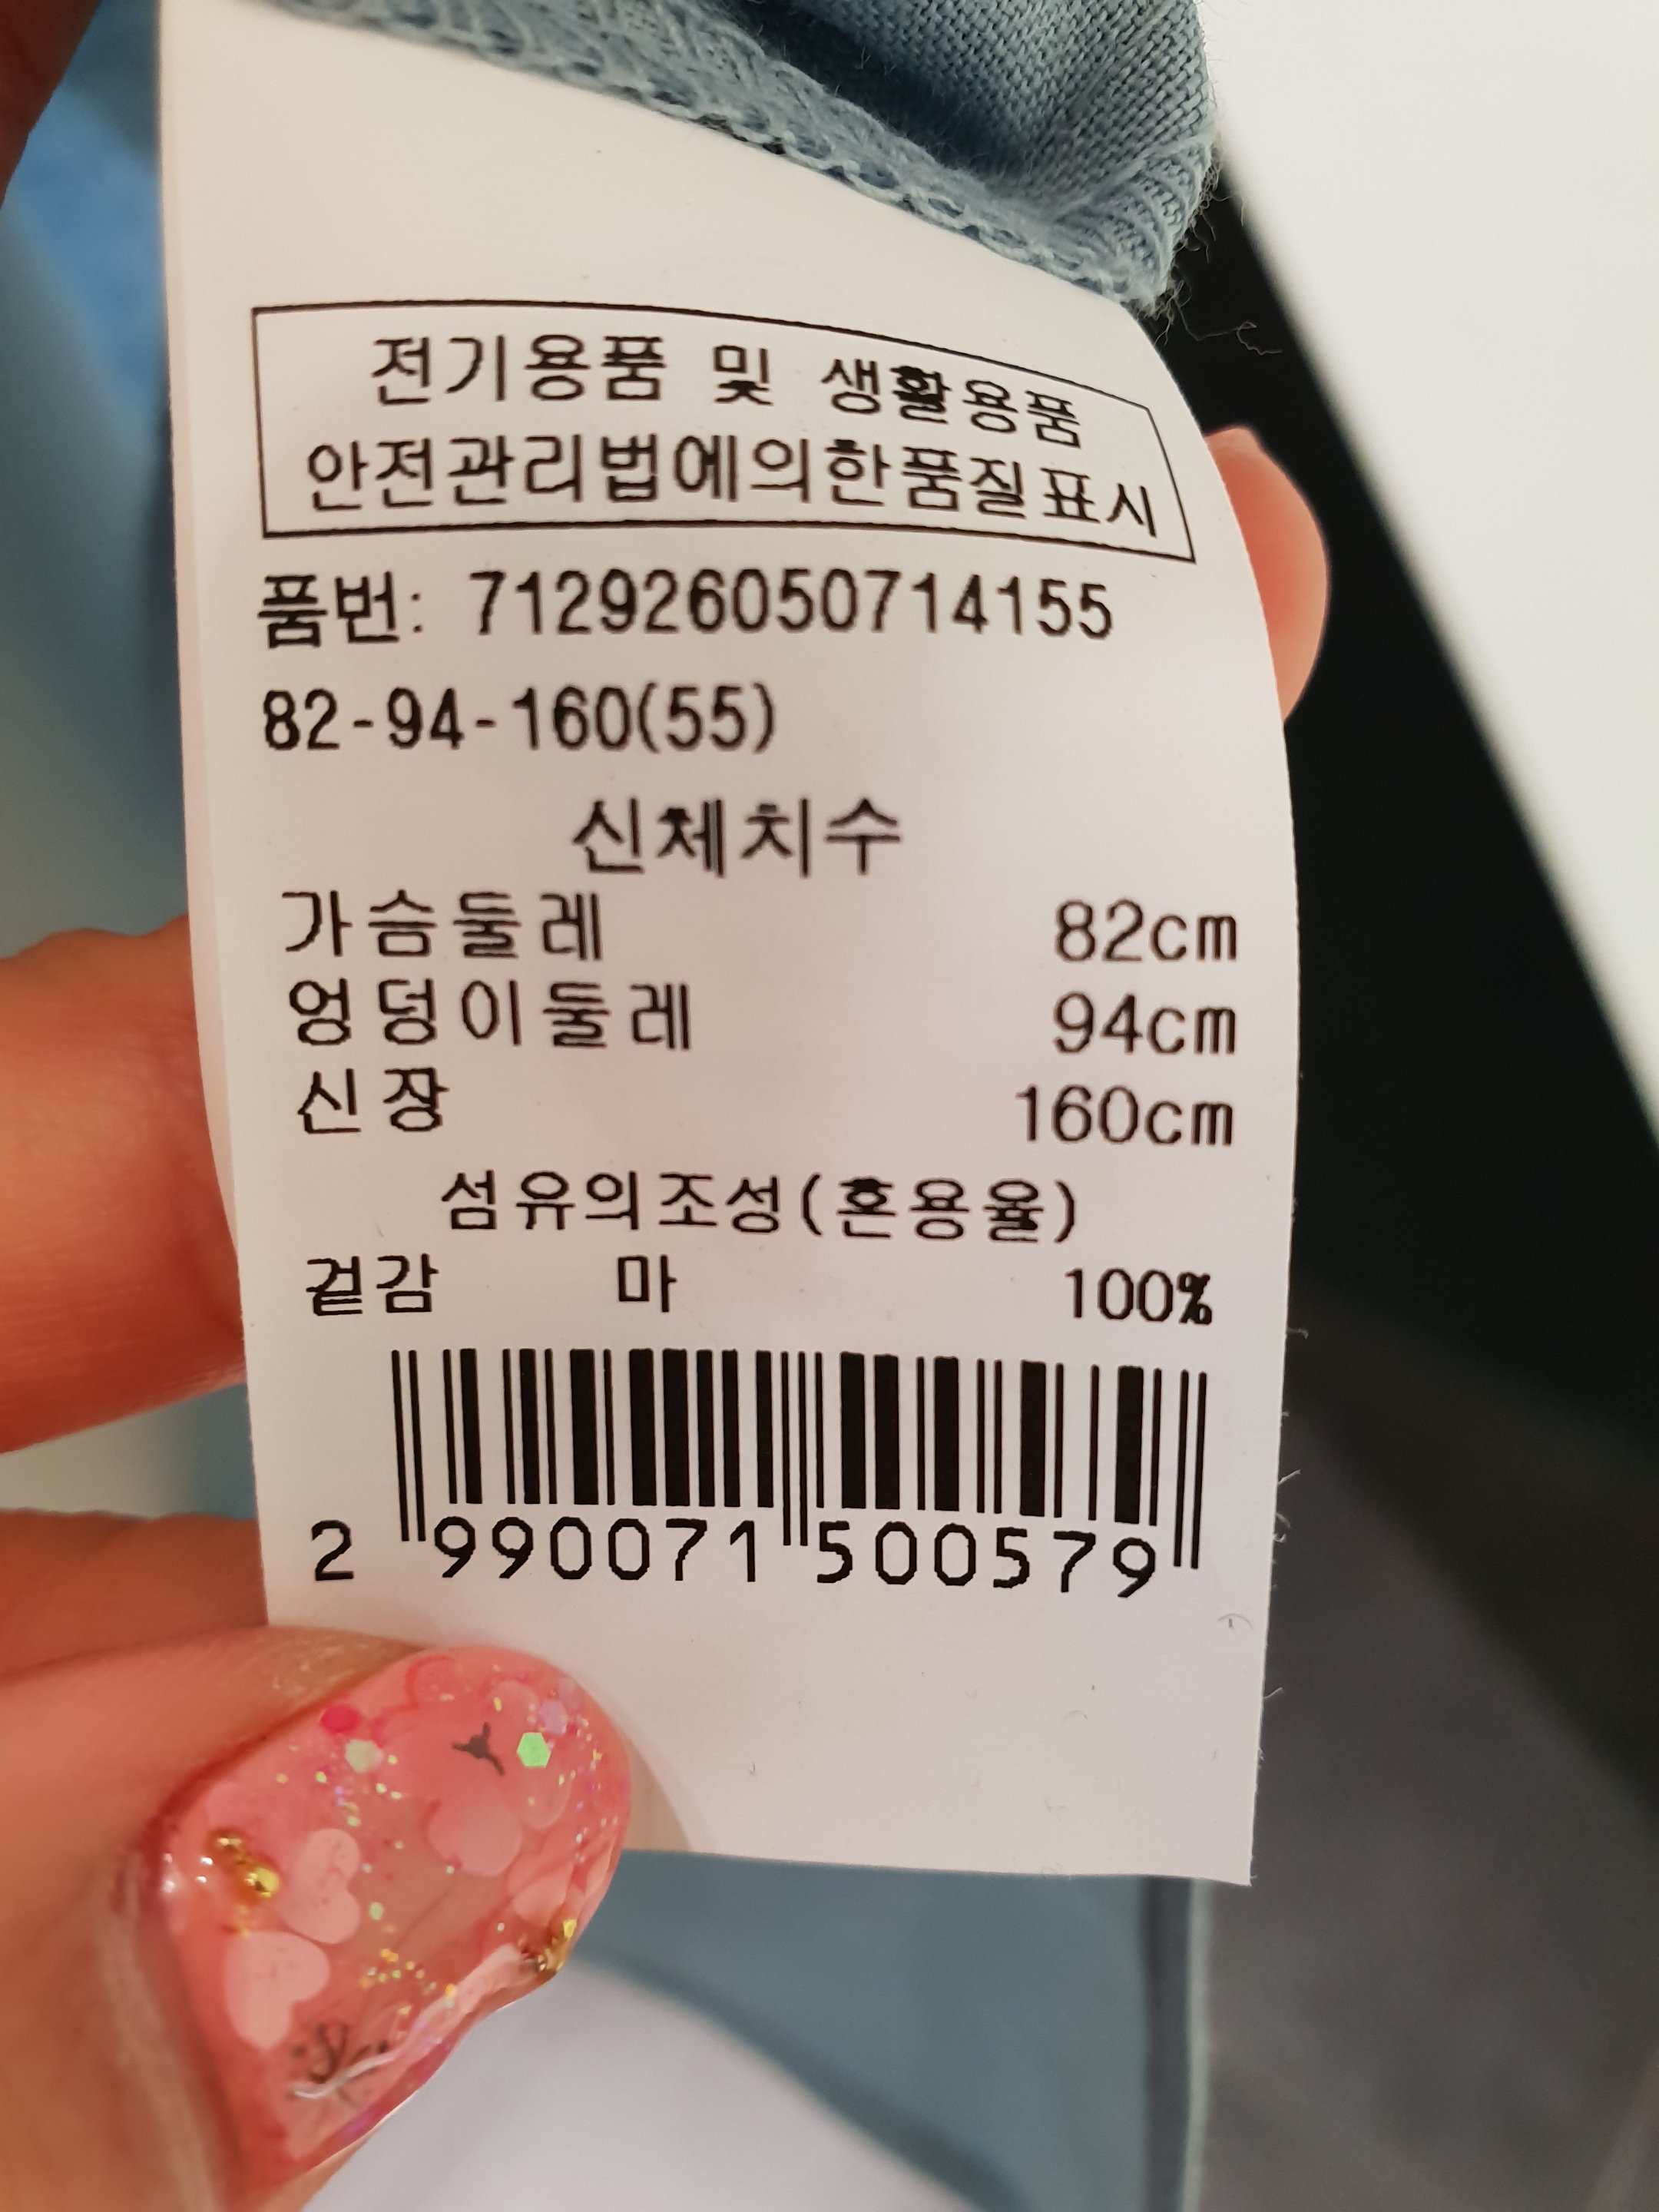 전기용품 및 생활용품
안전관리법에의한품질표시
품번: 712926050714155
82-94-160(55)
신체치수
가슴둘레 82cm
엉덩이둘레 94cm
신장 160cm
섬유의조성(혼용율)
겉감 마 100%
2 990071 500579